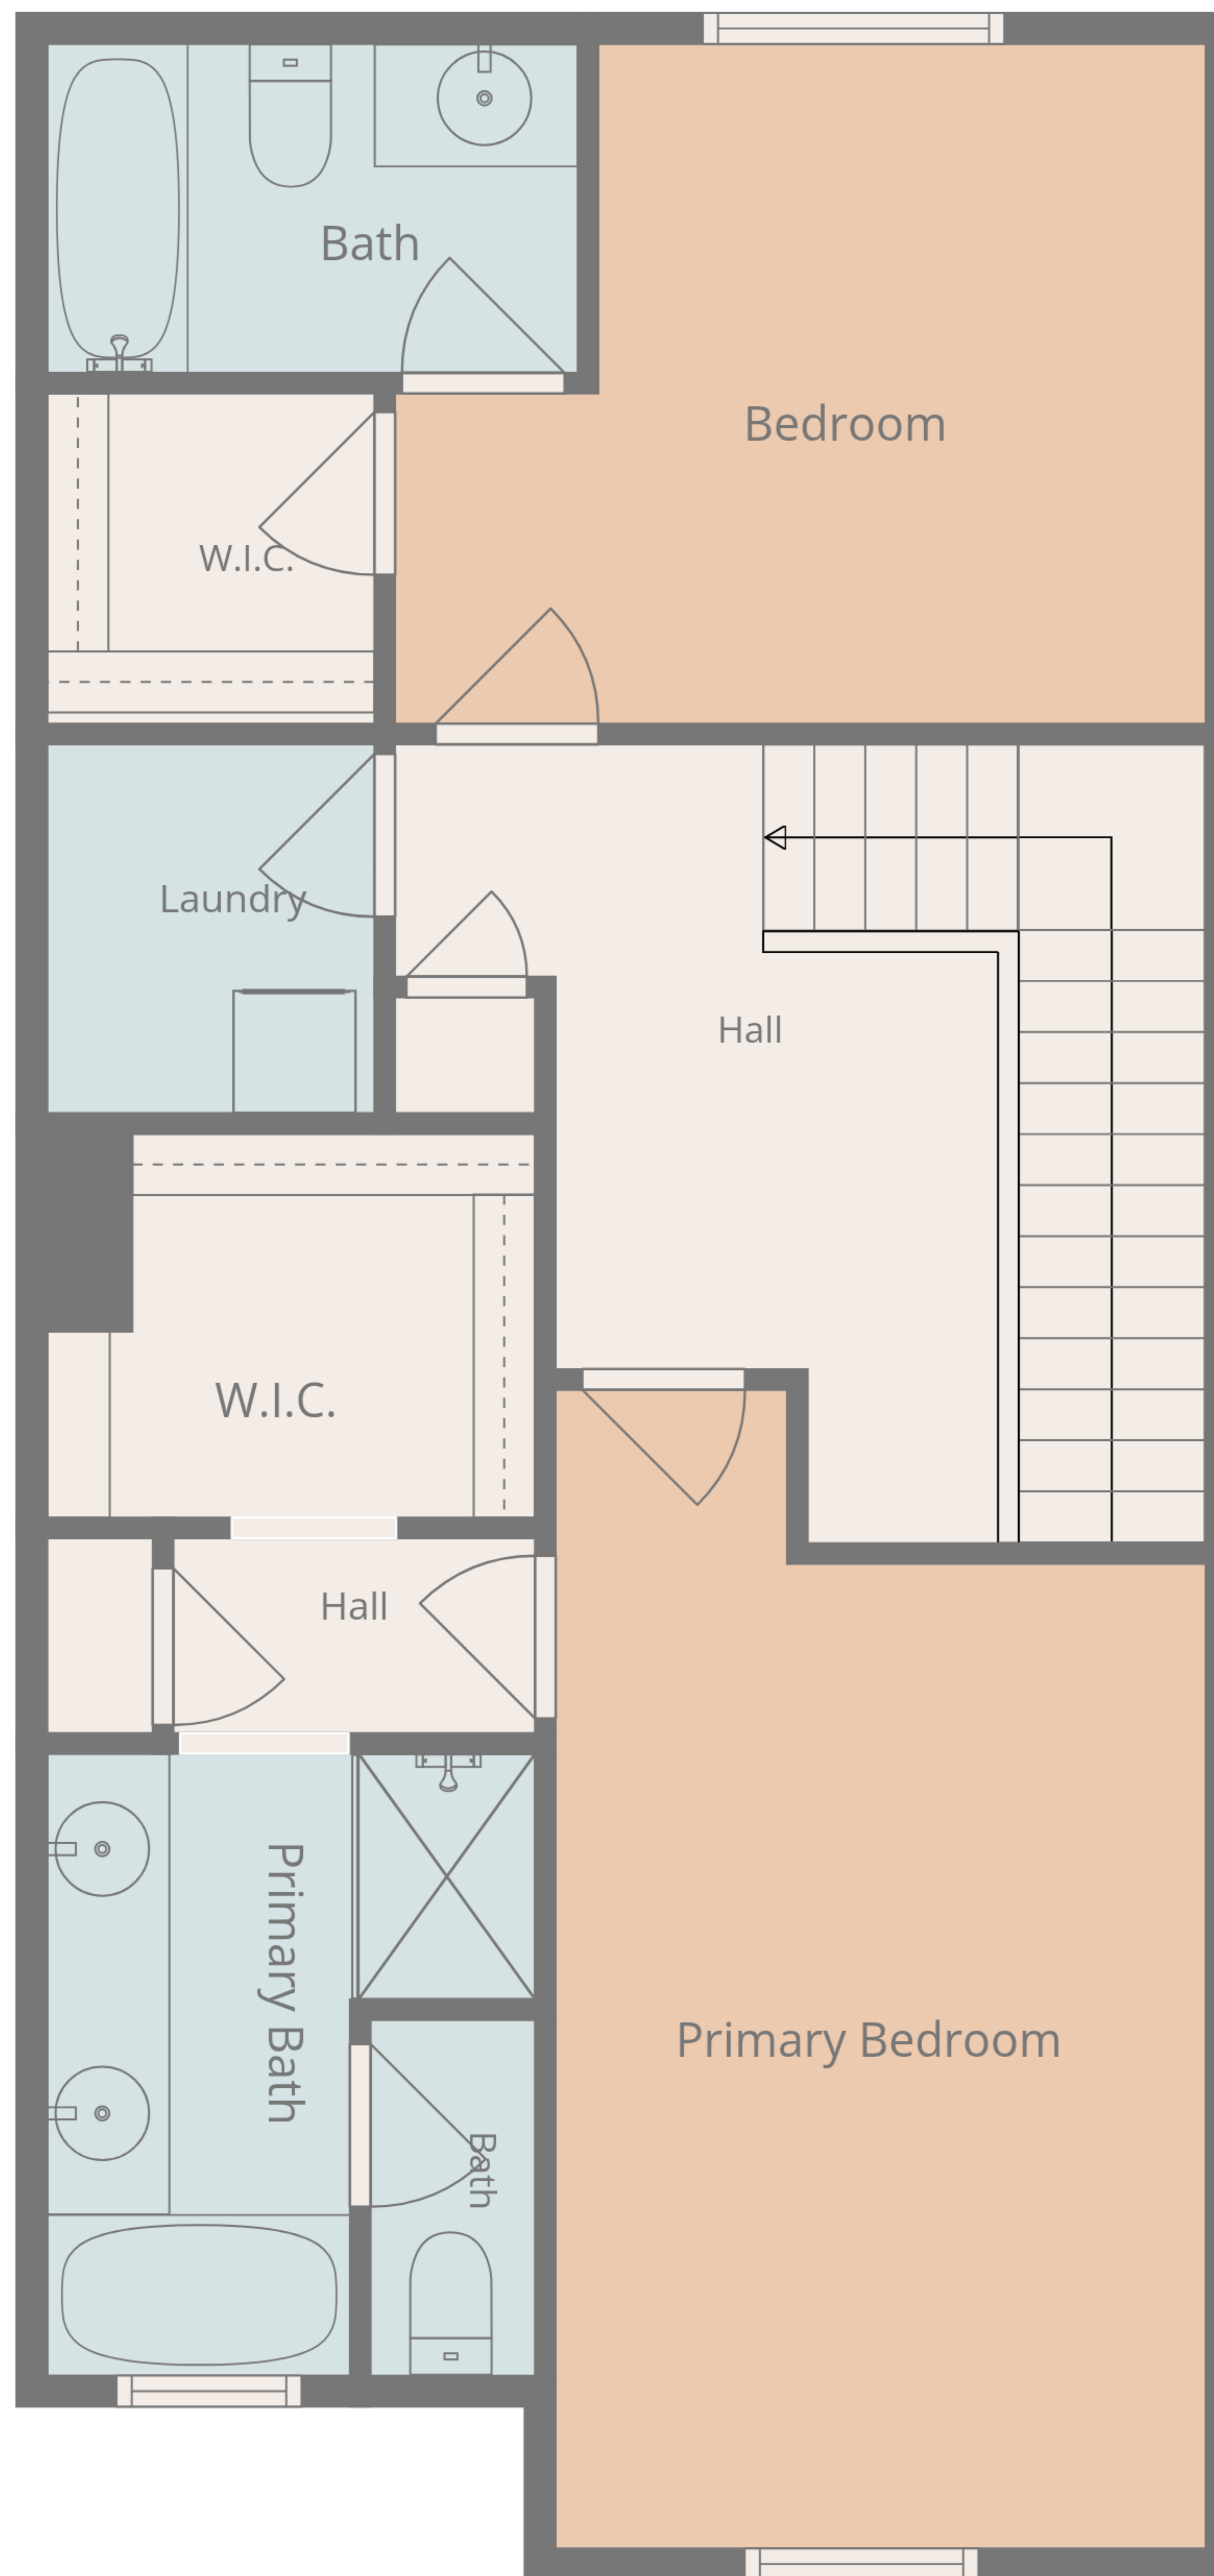 Bath
Bedroom
W.I.C.
Laundry
Hall
W.I.C.
Hall
Primary Bath
Primary Bedroom
Bath